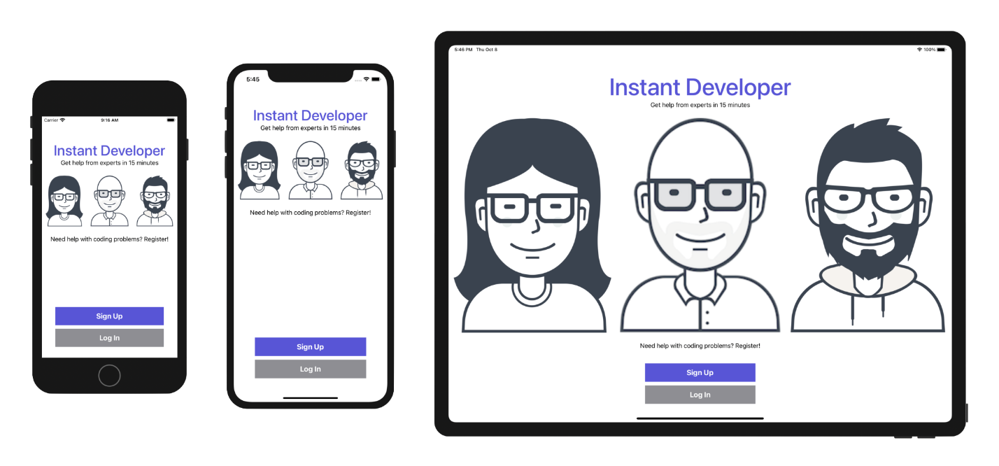 Carrier 9:16 AM
Instant Developer
Get help from experts in 15 minutes
Need help with coding problems? Register!
Sign Up
Log In
5:45
Instant Developer
Get help from experts in 15 minutes
Need help with coding problems? Register!
Sign Up
Log In
5:46 PM Thu Oct 8 100%
Instant Developer
Get help from experts in 15 minutes
Need help with coding problems? Register!
Sign Up
Log In